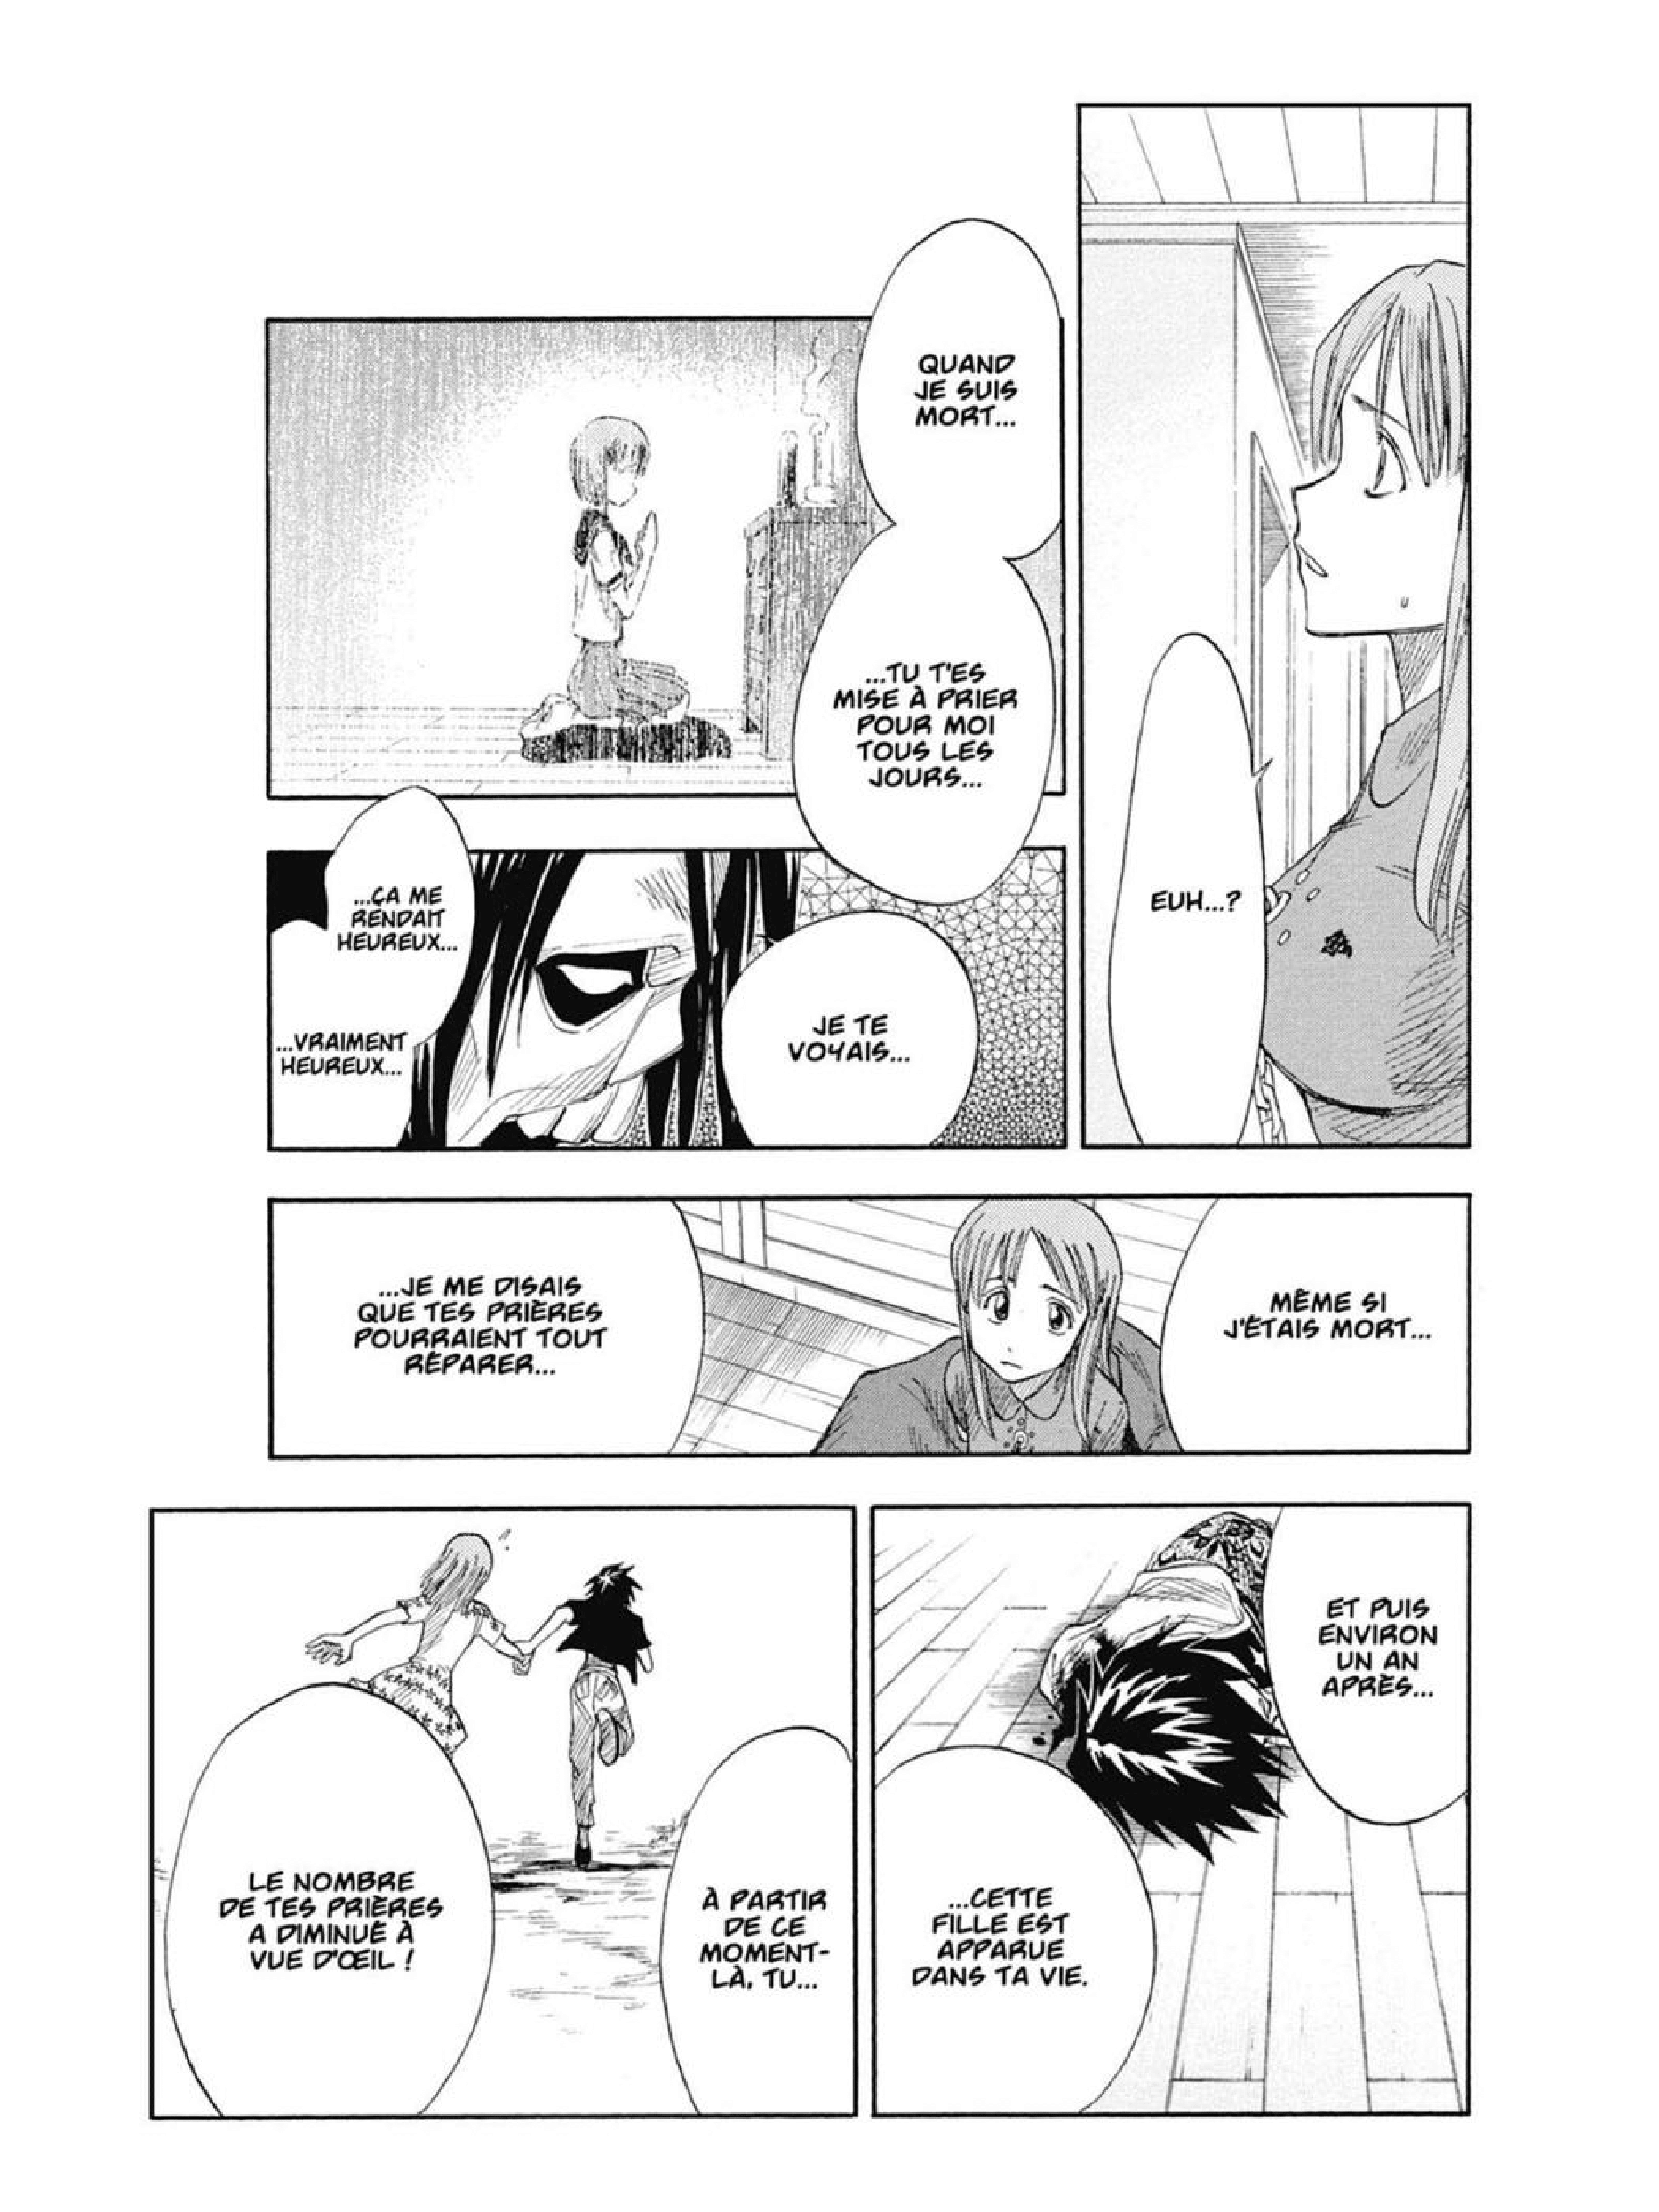 EUH...?
QUAND
JE SUIS
MORT...
...TU T'ES
MISE À PRIER
POUR MOI
TOUS LES
JOURS...
JE TE
VOYAIS...
...ÇA ME
RENDAIT
HEUREUX...
...VRAIMENT
HEUREUX...
MÊME SI
J'ÉTAIS MORT...
...JE ME DISAIS
QUE TES PRIÈRES
POURRAIENT TOUT
RÉPARER...
ET PUIS
ENVIRON
UN AN
APRÈS...
...CETTE
FILLE EST
APPARUE
DANS TA VIE.
À PARTIR
DE CE
MOMENT-
LÀ, TU...
LE NOMBRE
DE TES PRIÈRES
A DIMINUÉ À
VUE D'ŒIL !